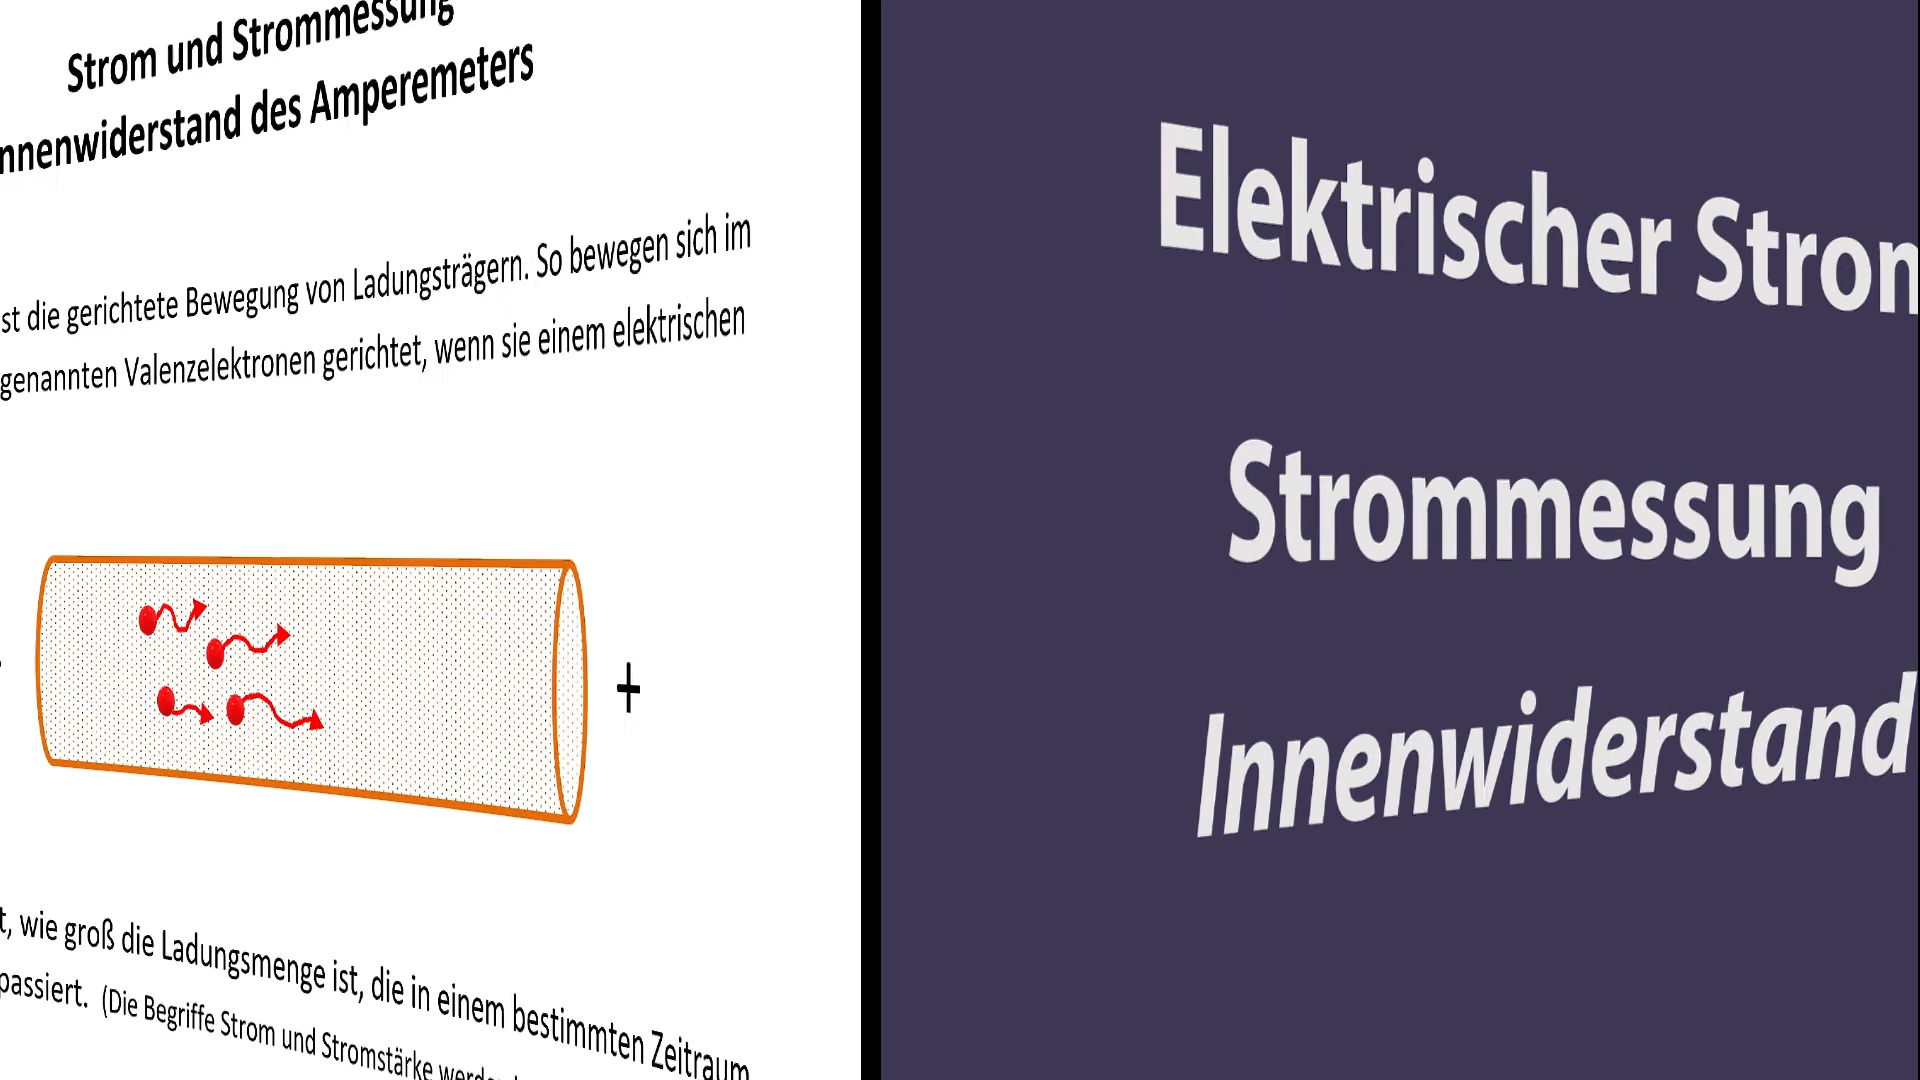 Strom und Strommessung
nnenwiderstand des Amperemeters
st die gerichtete Bewegung von Ladungsträgern. So bewegen sich im
genannten Valenzelektronen gerichtet, wenn sie einem elektrischen
+
t, wie groß die Ladungsmenge ist, die in einem bestimmten Zeitraum
passiert. (Die Begriffe Strom und Stromstärke
Elektrischer Strom
Strommessung
Innenwiderstand